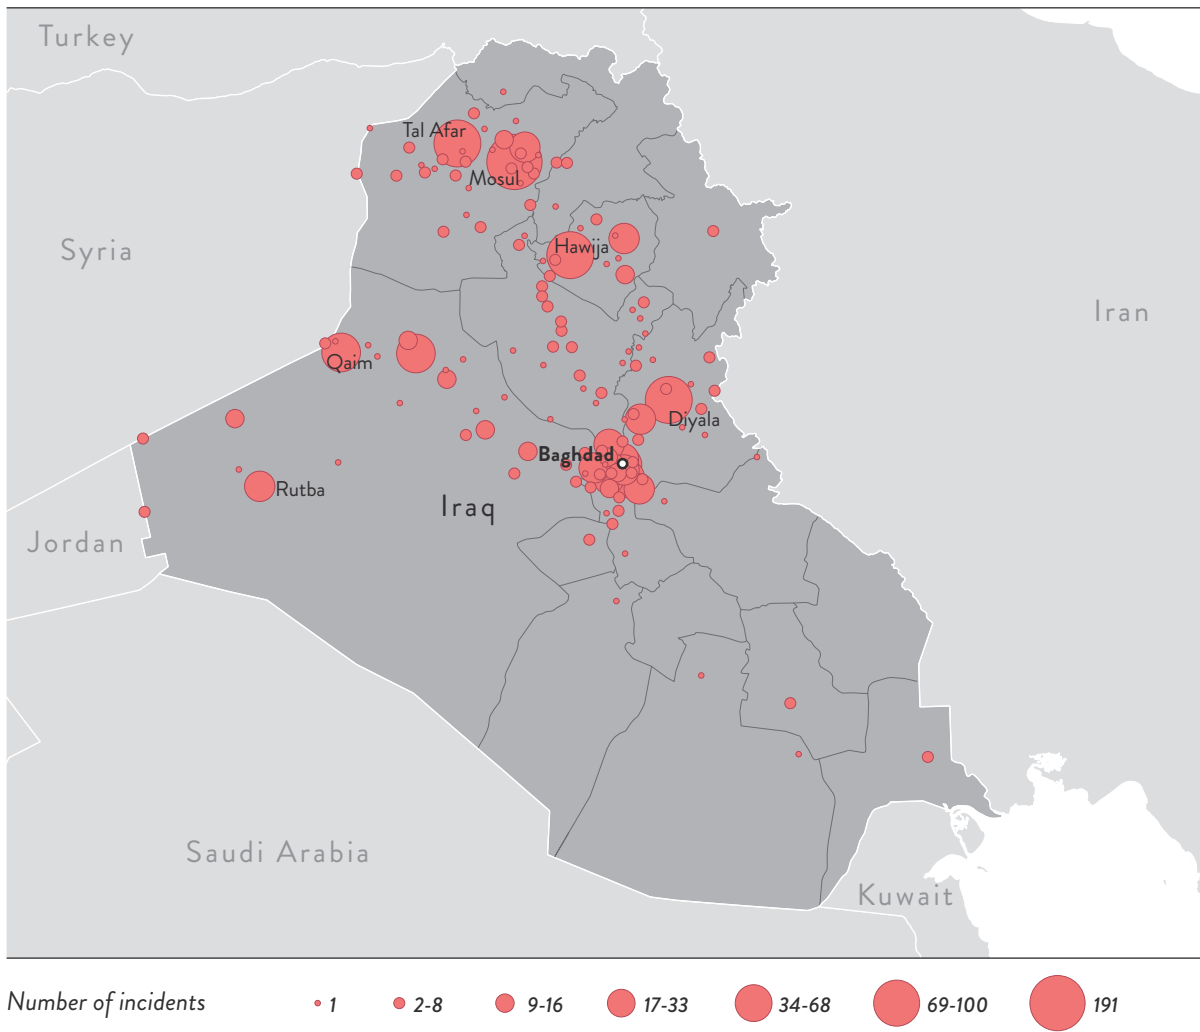 Turkey
Tal Afar
Mosul
Syria
Hawija
Iran
Qaim
Diyala
Baghdad
Rutba
Iraq
Jordan
Saudi Arabia
Kuwait
Number of incidents 1 2-8 9-16 17-33 34-68 69-100 191